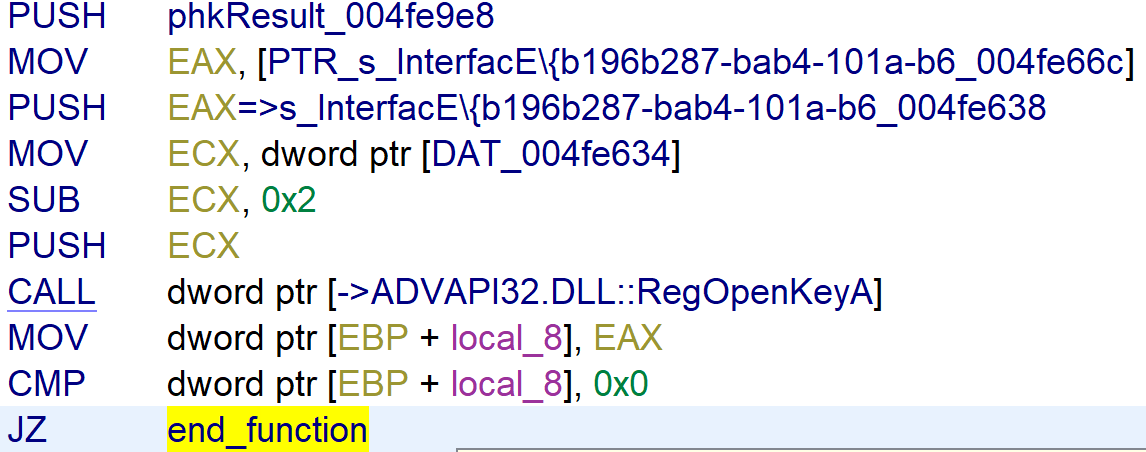 PUSH phkResult_004fe9e8
MOV EAX, [PTR_s_InterfacE\{b196b287-bab4-101a-b6_004fe66c]
PUSH EAX=>s_InterfacE\{b196b287-bab4-101a-b6_004fe638
MOV ECX, dword ptr [DAT_004fe634]
SUB ECX, 0x2
PUSH ECX
CALL dword ptr [->ADVAPI32.DLL::RegOpenKeyA]
MOV dword ptr [EBP + local_8], EAX
CMP dword ptr [EBP + local_8], 0x0
JZ end_function